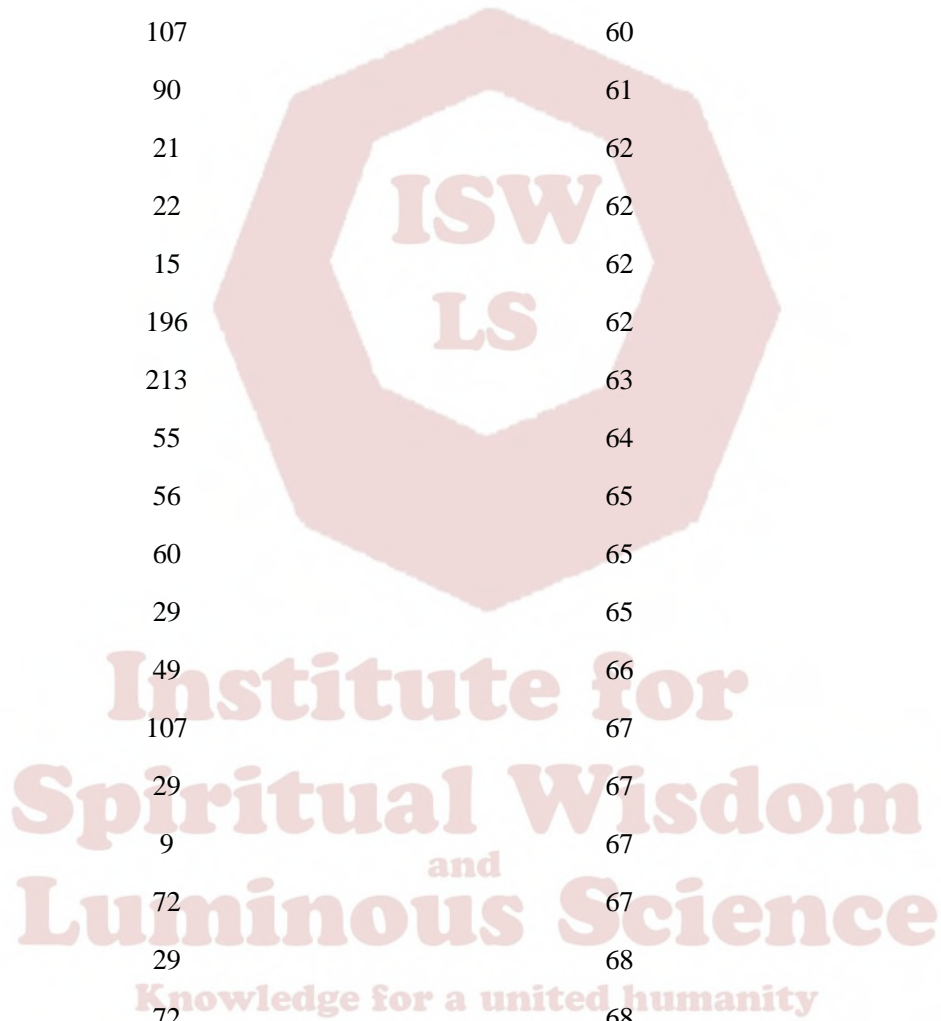 107 60
90 61
21 62
ISW
22 62
15 62
LS
196 62
213 63
55 64
56 65
60 65
29 65
Institute for
49 66
107 67
Spiritual Wisdom
29 67
9 67
and
Luminous Science
72 67
29 68
Knowledge for a united humanity
72 68